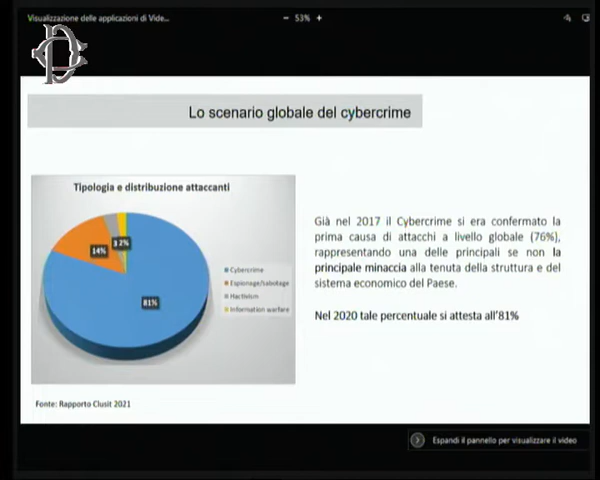 Visualizzazione delle applicazioni di Vide...
− 53% +
Lo scenario globale del cybercrime
Tipologia e distribuzione attaccanti
3 2%
14%
81%
Cybercrime
Espionage/Sabotage
Hactivism
Information warfare
Già nel 2017 il Cybercrime si era confermato la
prima causa di attacchi a livello globale (76%),
rappresentando una delle principali se non la
principale minaccia alla tenuta della struttura e del
sistema economico del Paese.
Nel 2020 tale percentuale si attesta all'81%
Fonte: Rapporto Clusit 2021
Espandi il pannello per visualizzare il video